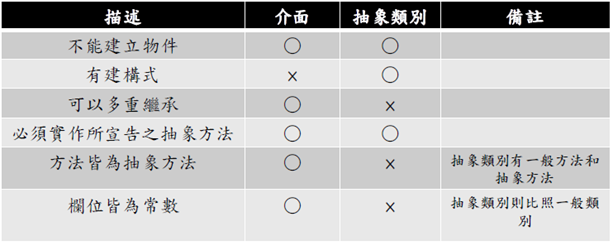 描述 介面 抽象類別 備註
不能建立物件 ○ ○
有建構式 × ○
可以多重繼承 ○ ×
必須實作所宣告之抽象方法 ○ ○
方法皆為抽象方法 ○ × 抽象類別有一般方法和
抽象方法
欄位皆為常數 ○ × 抽象類別則比照一般類
別